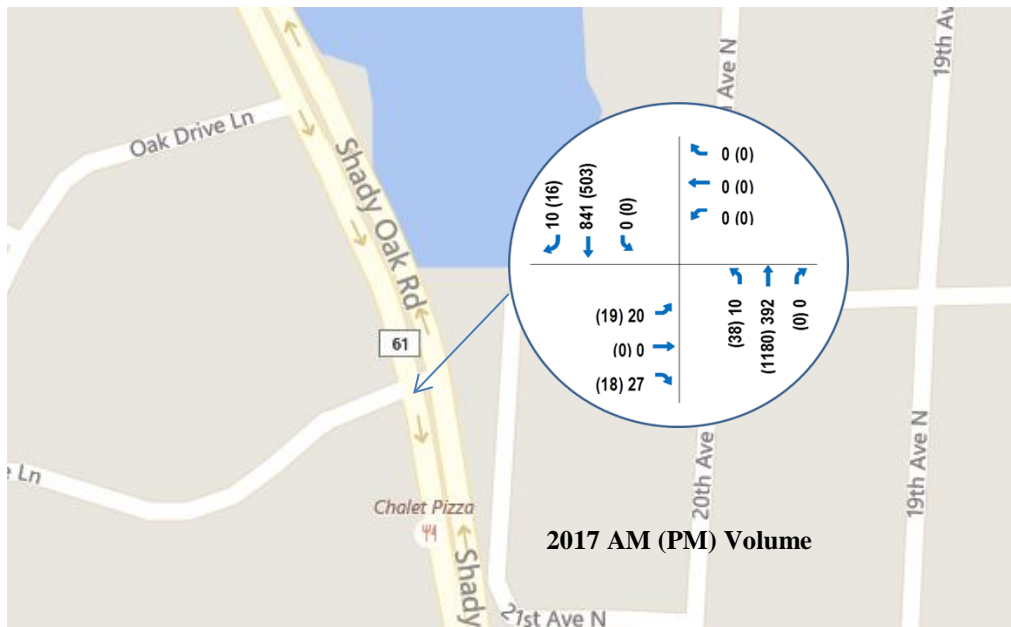 19th Av
Ave N
Oak Drive Ln
Shady Oak Rd
61
10 (16)
841 (503)
0 (0)
0 (0)
0 (0)
0 (0)
(19) 20
(0) 0
(18) 27
(38) 10
(1180) 392
(0) 0
20th Ave
19th Ave N
Ln
Chalet Pizza
2017 AM (PM) Volume
Shady
21st Ave N